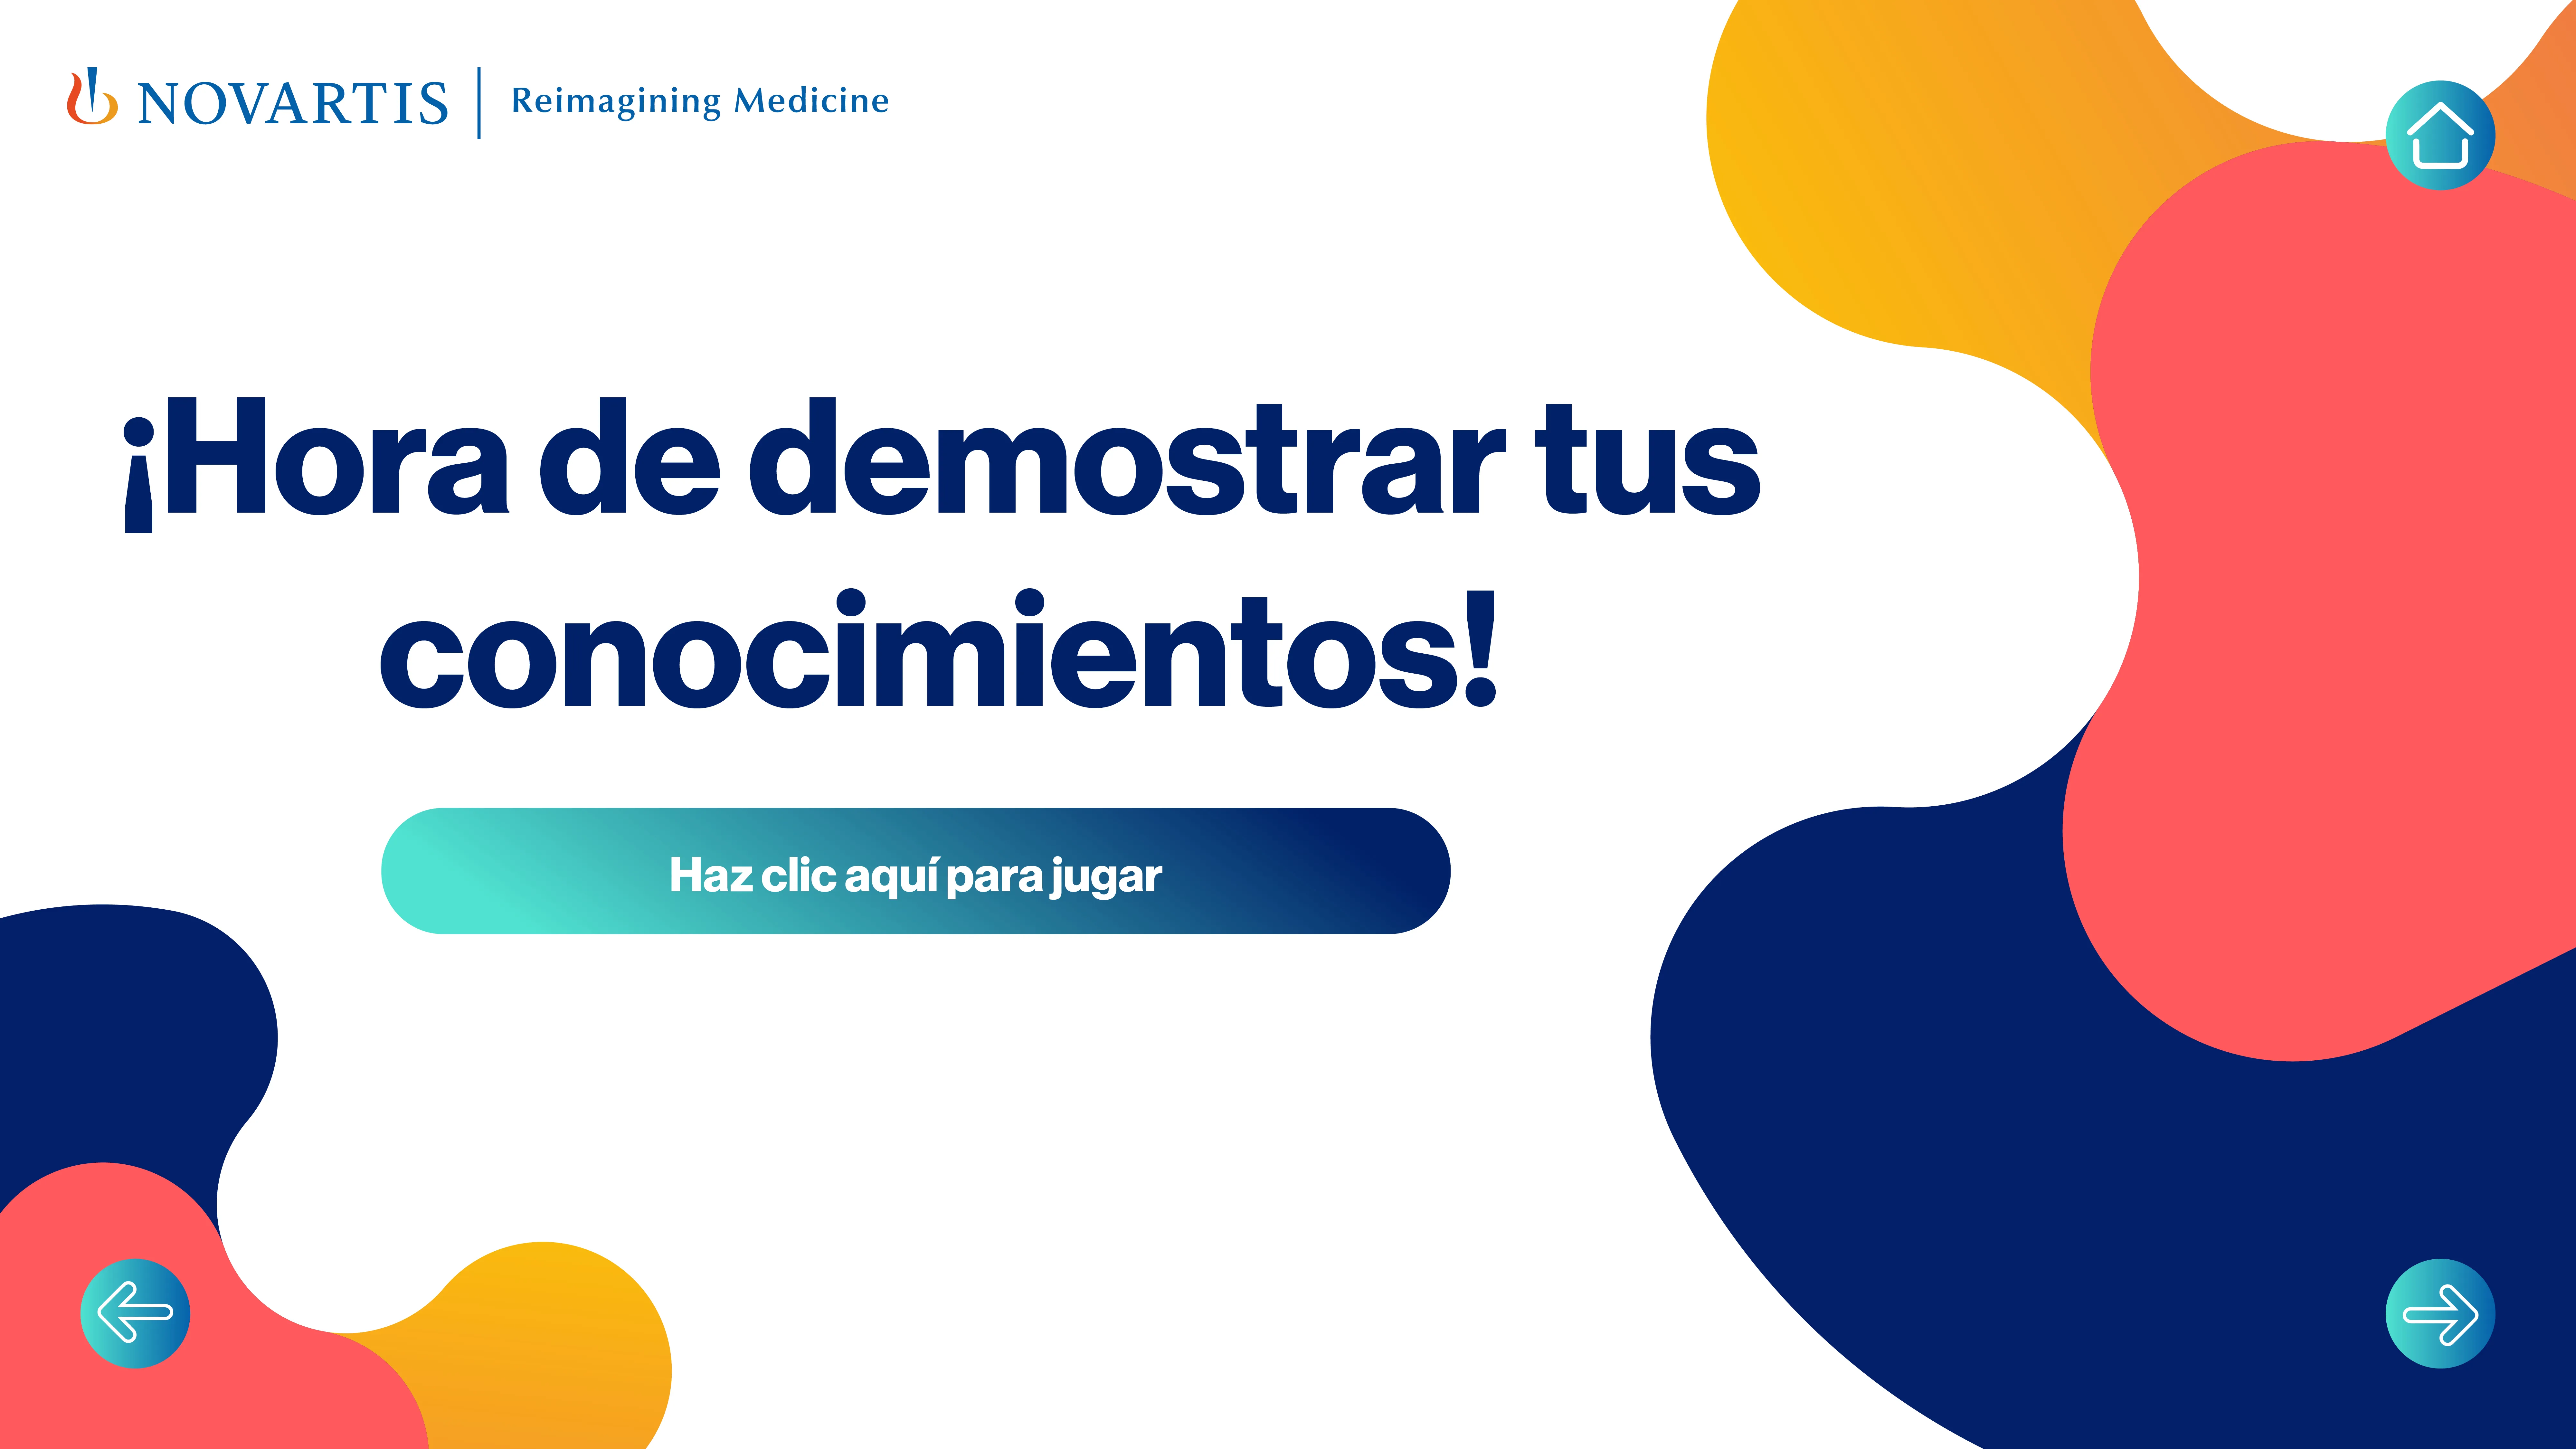 NOVARTIS | Reimagining Medicine
¡Hora de demostrar tus
conocimientos!
Haz clic aquí para jugar